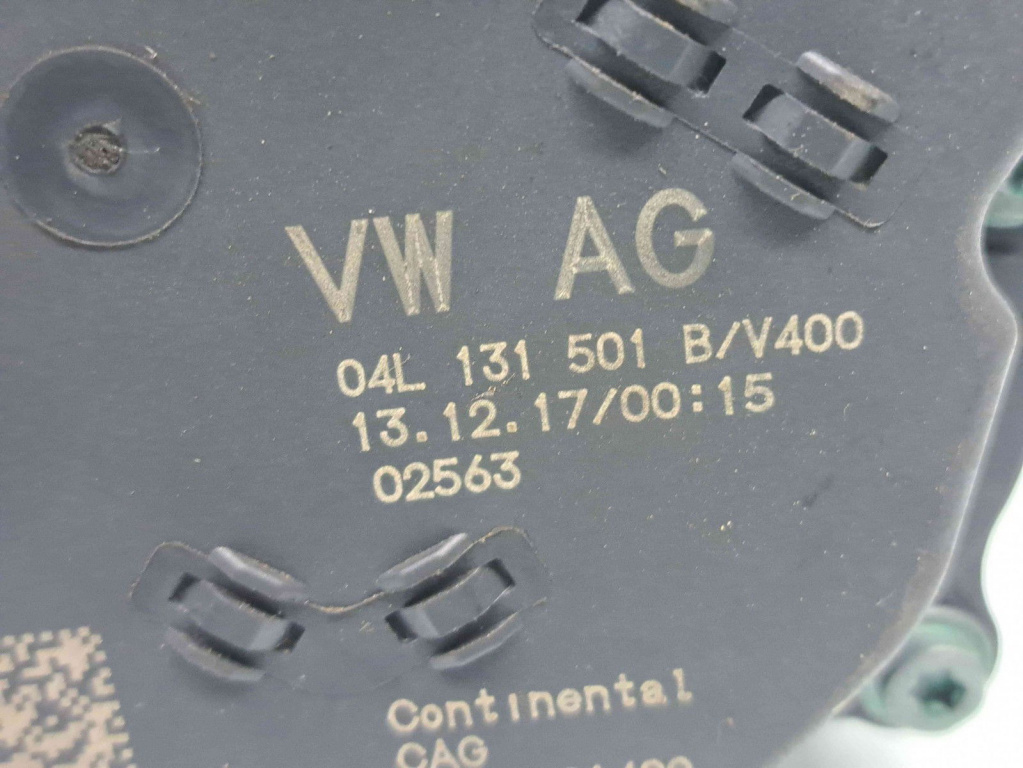 VW AG
04L 131 501 B/V400
13.12.17/00:15
02563
Continental
CAG